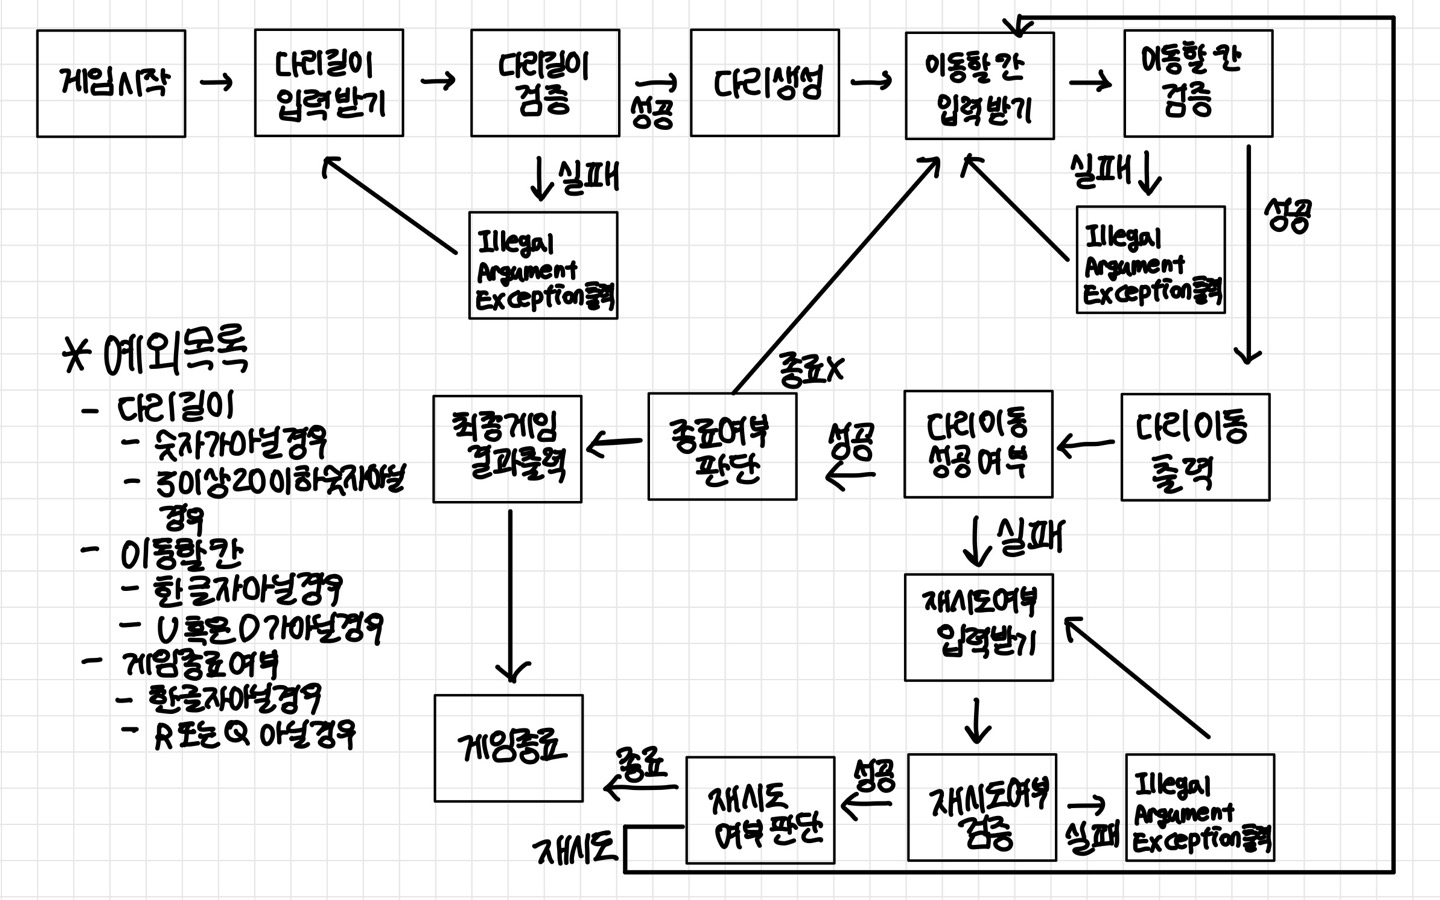 게임시작
다리길이
입력받기
다리길이
검증
성공
다리생성
이동할 칸
입력받기
이동할 칸
검증
실패
Illegal
Argument
Exception출력
실패
Illegal
Argument
Exception출력
성공
* 예외목록
- 다리길이
- 숫자가아닐경우
- 3이상20이하숫자아닐
경우
- 이동할 칸
- 한글자아닐경우
- U 혹은 D가아닐경우
- 게임종료여부
- 한글자아닐경우
- R또는Q 아닐경우
종료X
최종게임
결과출력
종료여부
판단
성공
다리이동
성공여부
다리이동
출력
실패
재시도여부
입력받기
게임종료
종료
재시도
여부판단
재시도
성공
재시도여부
검증
실패
Illegal
Argument
Exception출력